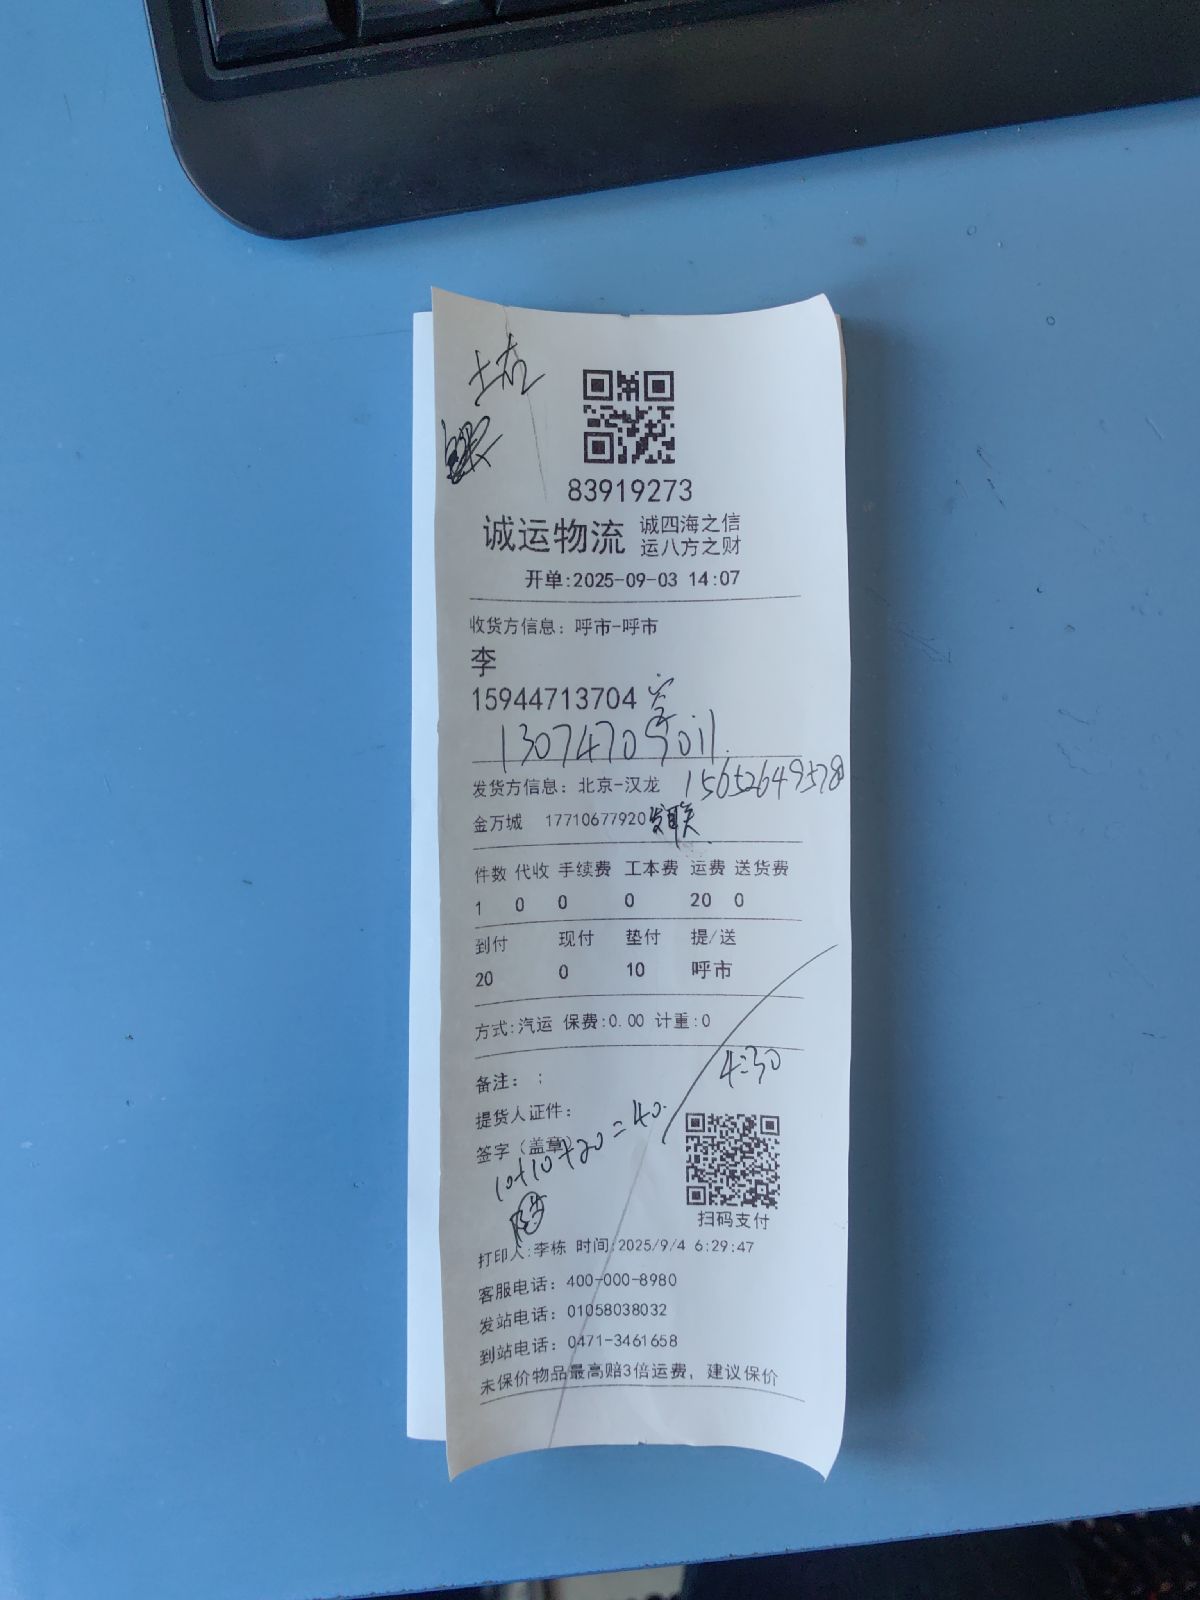 83919273
诚运物流 诚四海之信
运八方之财
开单:2025-09-03 14:07
收货方信息: 呼市-呼市
李
15944713704
发货方信息: 北京-汉龙 15652649578
金万城 17710677920 发联
件数 代收 手续费 工本费 运费 送货费
1 0 0 0 20 0
到付 现付 垫付 提/送
20 0 10 呼市
方式:汽运 保费:0.00 计重:0
4:30
备注: :
提货人证件:
签字(盖章)
10+10+20=40
扫码支付
打印人:李栋 时间:2025/9/4 6:29:47
客服电话: 400-000-8980
发站电话: 01058038032
到站电话: 0471-3461658
未保价物品最高赔3倍运费, 建议保价